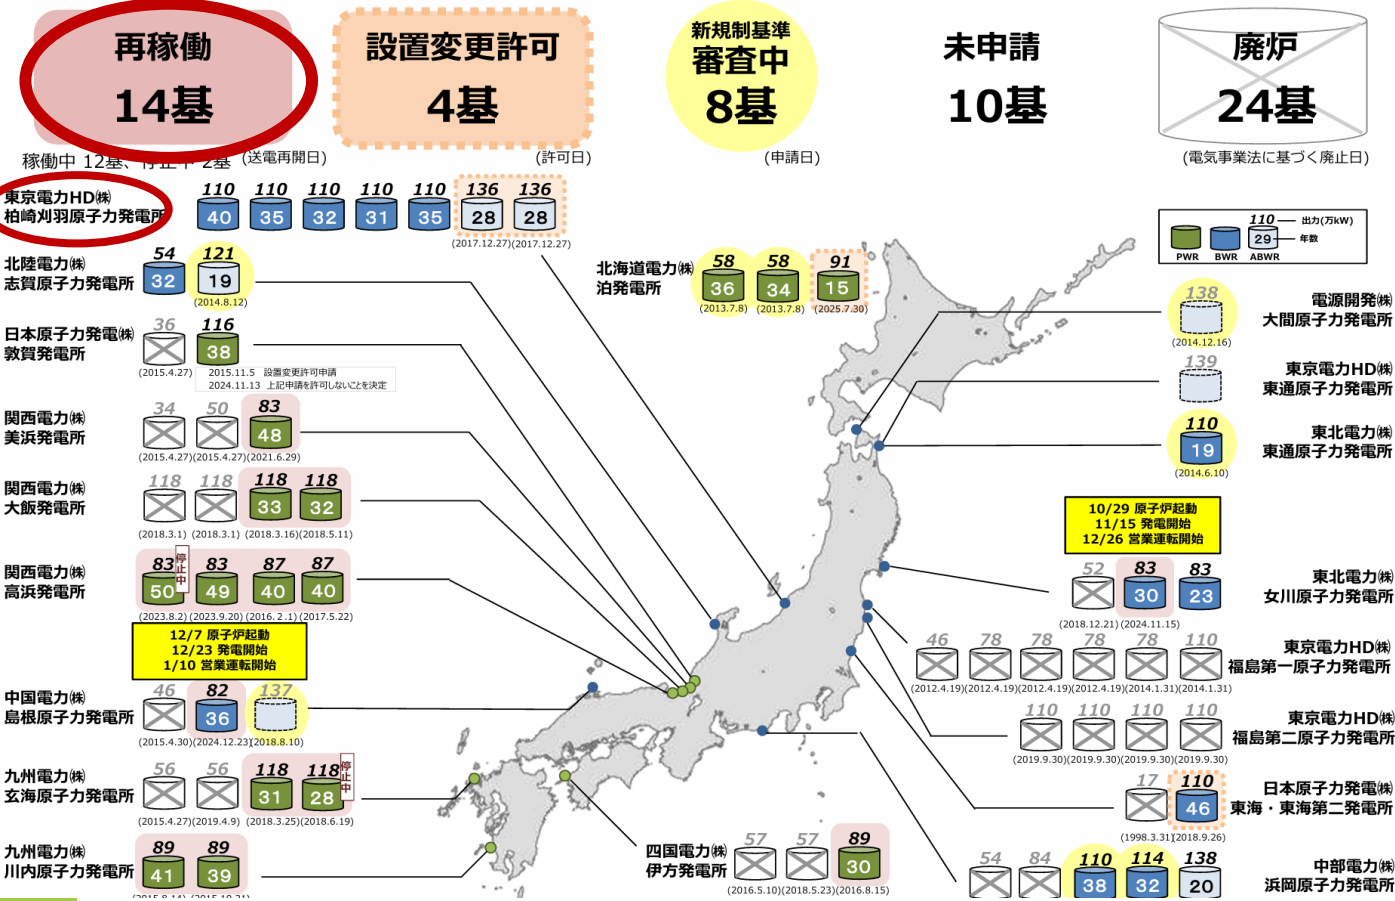 再稼働
14基
設置変更許可
4基
新規制基準
審査中
8基
未申請
10基
廃炉
24基
稼働中 12基、停止中 2基
(送電再開日)
(許可日)
(申請日)
(電気事業法に基づく廃止日)
東京電力HD㈱
柏崎刈羽原子力発電所
110 110 110 110 110 136 136
40 35 32 31 35 28 28
(2017.12.27)(2017.12.27)
110 出力(万kW)
29 年数
PWR BWR ABWR
北陸電力㈱
志賀原子力発電所
54 121
32 19
(2014.8.12)
北海道電力㈱
泊発電所
58 58 91
36 34 15
(2013.7.8) (2013.7.8) (2025.7.30)
電源開発㈱
大間原子力発電所
138
(2014.12.16)
日本原子力発電㈱
敦賀発電所
36 116
38
(2015.4.27)
2015.11.5 設置変更許可申請
2024.11.13 上記申請を許可しないことを決定
東京電力HD㈱
東通原子力発電所
139
関西電力㈱
美浜発電所
34 50 83
48
(2015.4.27)(2015.4.27)(2021.6.29)
東北電力㈱
東通原子力発電所
110
19
(2014.6.10)
関西電力㈱
大飯発電所
118 118 118 118
33 32
(2018.3.1) (2018.3.1) (2018.3.16)(2018.5.11)
10/29 原子炉起動
11/15 発電開始
12/26 営業運転開始
関西電力㈱
高浜発電所
83 83 87 87
停止中
50 49 40 40
(2023.8.2) (2023.9.20) (2016.2.1) (2017.5.22)
東北電力㈱
女川原子力発電所
52 83 83
30 23
(2018.12.21) (2024.11.15)
12/7 原子炉起動
12/23 発電開始
1/10 営業運転開始
東京電力HD㈱
福島第一原子力発電所
46 78 78 78 78 110
(2012.4.19)(2012.4.19)(2012.4.19)(2012.4.19)(2014.1.31)(2014.1.31)
中国電力㈱
島根原子力発電所
46 82 137
36
(2015.4.30)(2024.12.23)(2018.8.10)
東京電力HD㈱
福島第二原子力発電所
110 110 110 110
(2019.9.30)(2019.9.30)(2019.9.30)(2019.9.30)
九州電力㈱
玄海原子力発電所
56 56 118 118
停止中
31 28
(2015.4.27)(2019.4.9) (2018.3.25)(2018.6.19)
日本原子力発電㈱
東海・東海第二発電所
17 110
46
(1998.3.31)(2018.9.26)
九州電力㈱
川内原子力発電所
89 89
41 39
四国電力㈱
伊方発電所
57 57 89
30
(2016.5.10)(2018.5.23)(2016.8.15)
中部電力㈱
浜岡原子力発電所
54 84 110 114 138
38 32 20